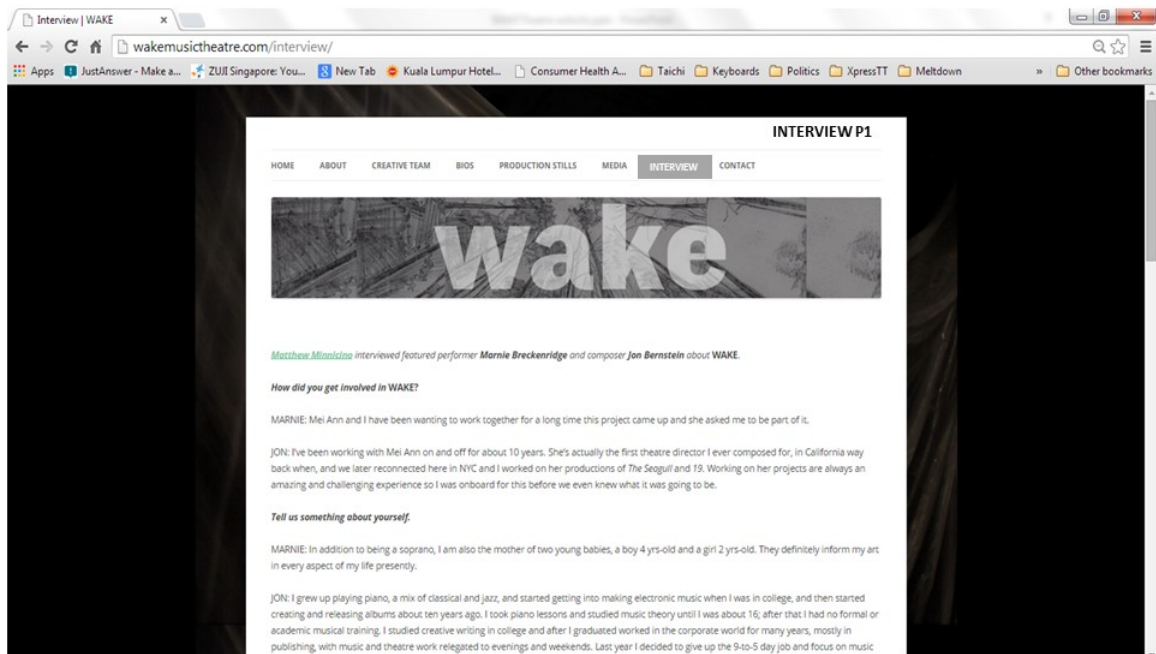 Interview | WAKE
wakemusictheatre.com/interview/
Apps JustAnswer - Make a... ZUJI Singapore: You... New Tab Kuala Lumpur Hotel... Consumer Health A... Taichi Keyboards Politics XpressTT Meltdown » Other bookmarks
INTERVIEW P1
HOME ABOUT CREATIVE TEAM BIOS PRODUCTION STILLS MEDIA INTERVIEW CONTACT
wake
Matthew Minnicino interviewed featured performer Marnie Breckenridge and composer Jon Bernstein about WAKE.
How did you get involved in WAKE?
MARNIE: Mei Ann and I have been wanting to work together for a long time this project came up and she asked me to be part of it.
JON: I've been working with Mei Ann on and off for about 10 years. She's actually the first theatre director I ever composed for, in California way
back when, and we later reconnected here in NYC and I worked on her productions of The Seagull and 19. Working on her projects are always an
amazing and challenging experience so I was onboard for this before we even knew what it was going to be.
Tell us something about yourself.
MARNIE: In addition to being a soprano, I am also the mother of two young babies, a boy 4 yrs-old and a girl 2 yrs-old. They definitely inform my art
in every aspect of my life presently.
JON: I grew up playing piano, a mix of classical and jazz, and started getting into making electronic music when I was in college, and then started
creating and releasing albums about ten years ago. I took piano lessons and studied music theory until I was about 16; after that I had no formal or
academic musical training. I studied creative writing in college and after I graduated worked in the corporate world for many years, mostly in
publishing, with music and theatre work relegated to evenings and weekends. Last year I decided to give up the 9-to-5 day job and focus on music